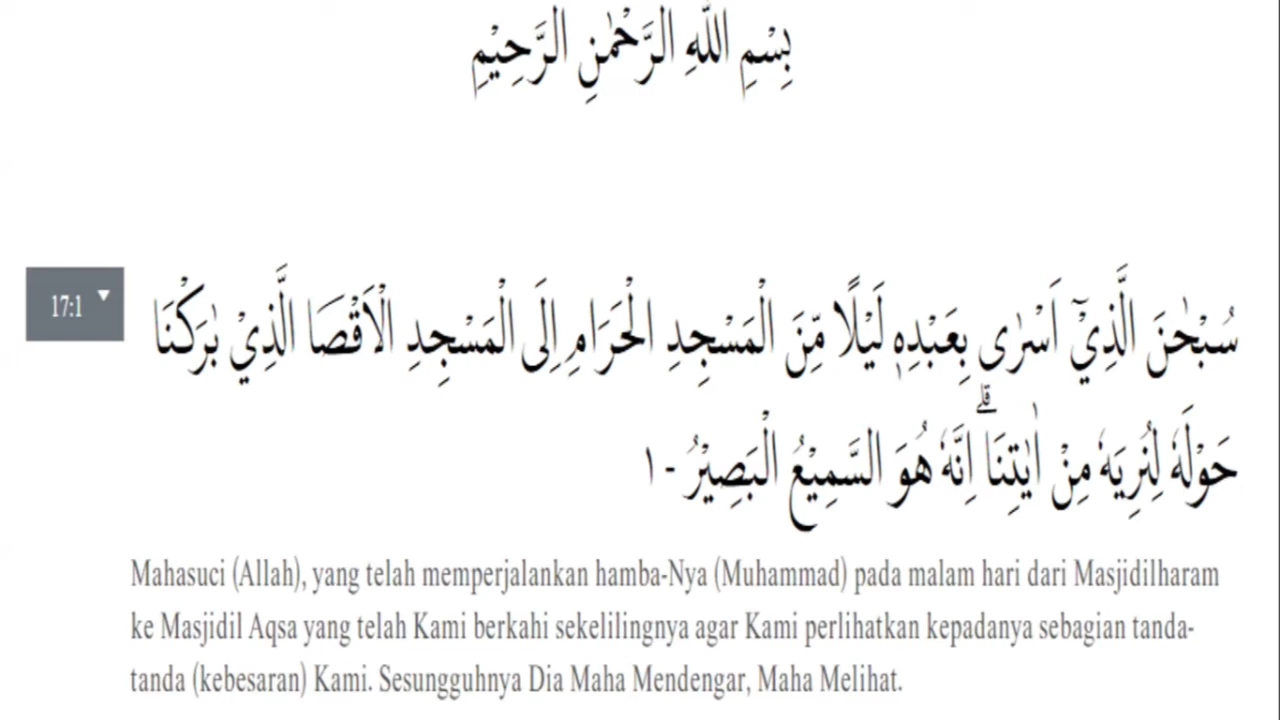 بِسْمِ اللّٰهِ الرَّحْمٰنِ الرَّحِيْمِ
17:1
سُبْحٰنَ الَّذِيْٓ اَسْرٰى بِعَبْدِهٖ لَيْلًا مِّنَ الْمَسْجِدِ الْحَرَامِ اِلَى الْمَسْجِدِ الْاَقْصَا الَّذِيْ بٰرَكْنَا
حَوْلَهٗ لِنُرِيَهٗ مِنْ اٰيٰتِنَاۗ اِنَّهٗ هُوَ السَّمِيْعُ الْبَصِيْرُ - ١
Mahasuci (Allah), yang telah memperjalankan hamba-Nya (Muhammad) pada malam hari dari Masjidilharam
ke Masjidil Aqsa yang telah Kami berkahi sekelilingnya agar Kami perlihatkan kepadanya sebagian tanda-
tanda (kebesaran) Kami. Sesungguhnya Dia Maha Mendengar, Maha Melihat.